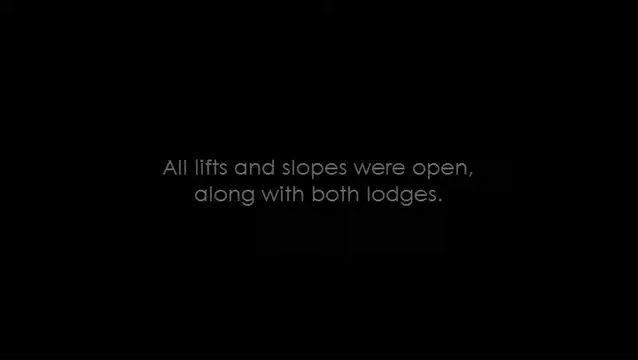 All lifts and slopes were open,
along with both lodges.